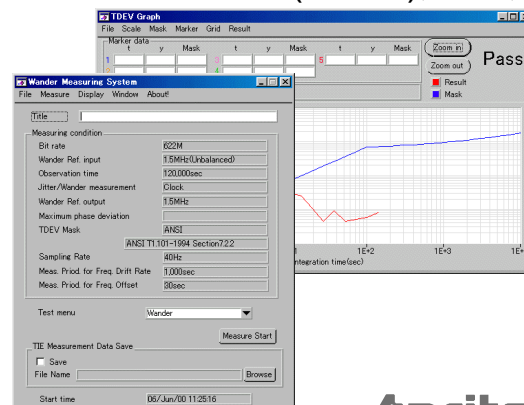 TDEV Graph
File Scale Mask Marker Grid Result
Marker data
t y Mask t y Mask t y Mask
1 3 5
Zoom in
Zoom out
Pass
Result
Mask
Wander Measuring System
File Measure Display Window About!
Title
Measuring condition
Bit rate 622M
Wander Ref. input 1.5MHz(Unbalanced)
Observation time 120,000sec
Jitter/Wander measurement Clock
Wander Ref. output 1.5MHz
Maximum phase deviation
TDEV Mask ANSI
ANSI T1.101-1994 Section7.2.2
Sampling Rate 40Hz
Meas. Priod. for Freq. Drift Rate 1,000sec
Meas. Priod. for Freq. Offset 30sec
Test menu Wander
Measure Start
TIE Measurement Data Save
Save
File Name Browse
Start time 06/Jun/00 11:25:16
1E+2 1E+3 1E+
ntegration time(sec)